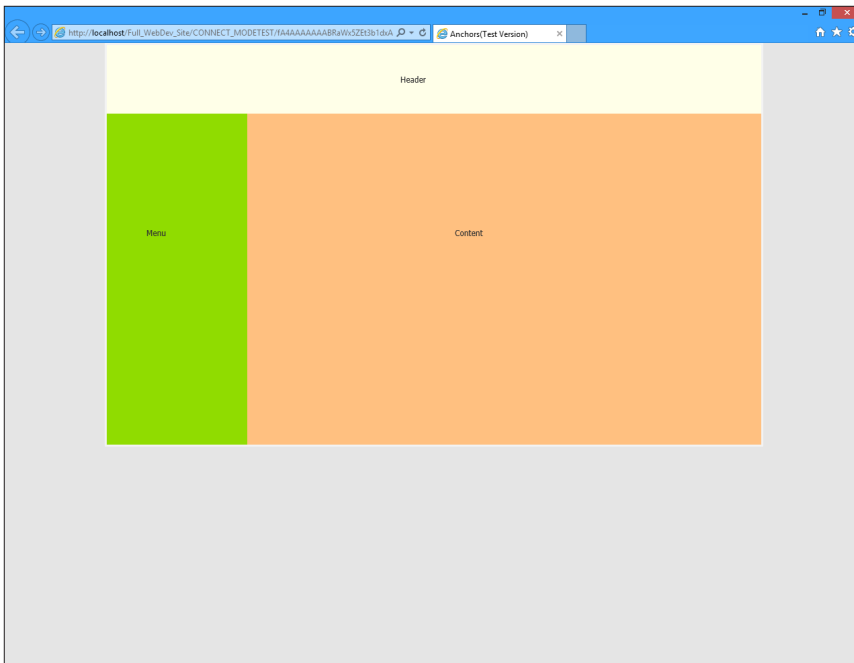 http://localhost/Full_WebDev_Site/CONNECT_MODETEST/fA4AAAAAAABRaWx5ZEt3b1dxA
Anchors(Test Version)
Header
Menu
Content